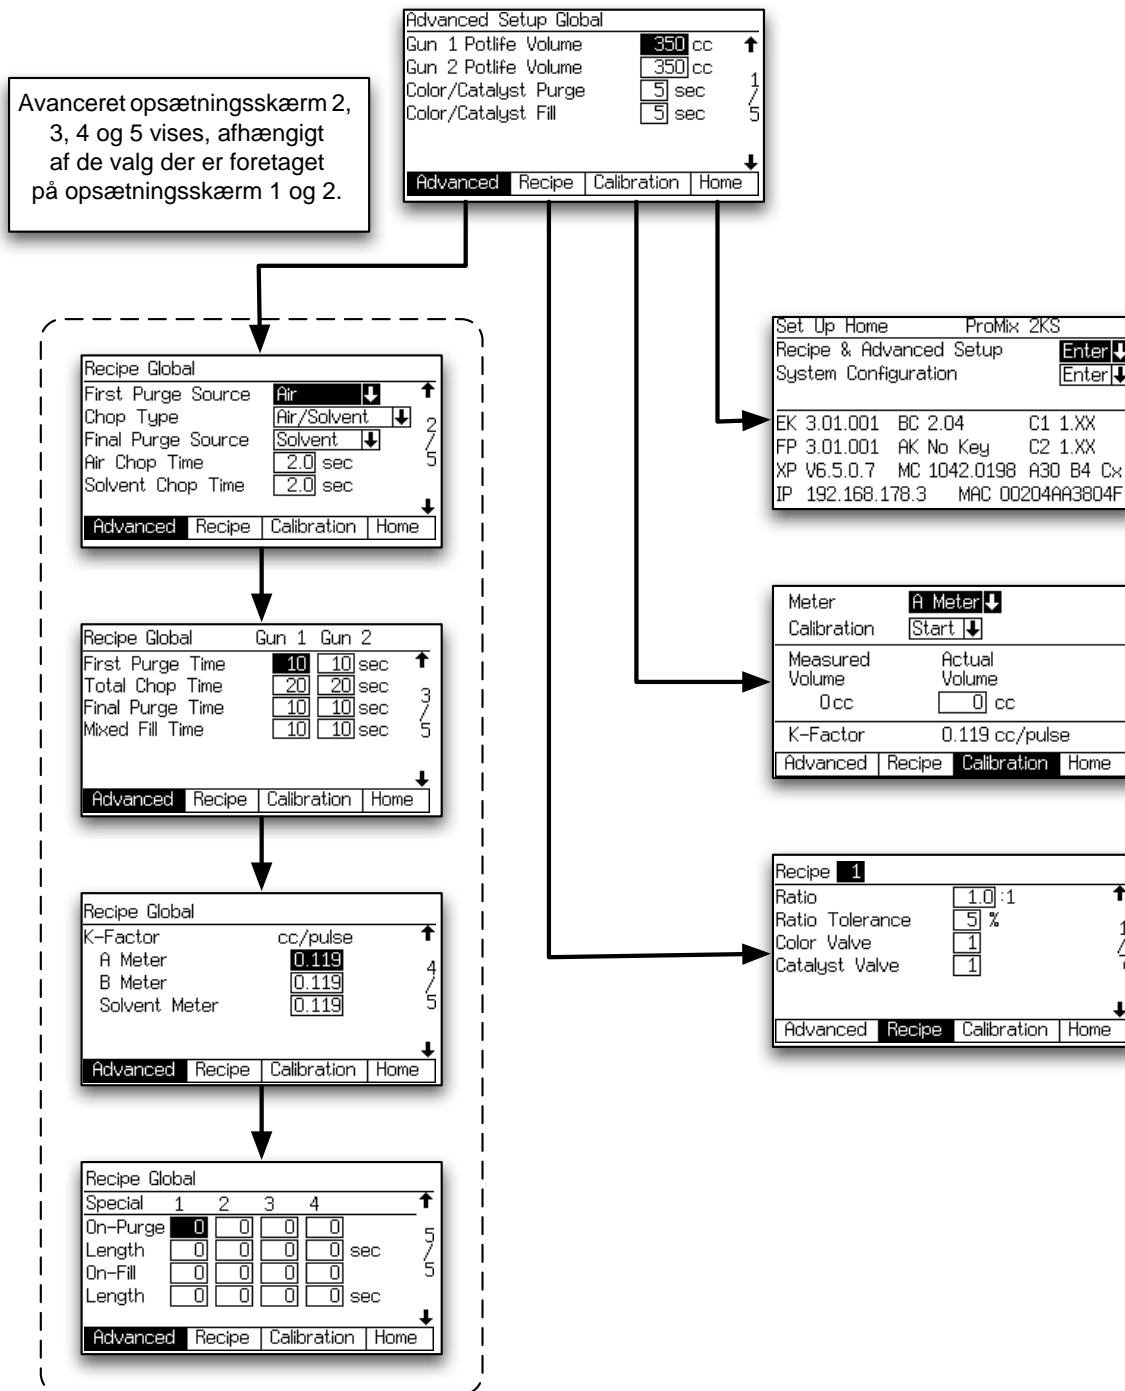 Advanced Setup Global
Gun 1 Potlife Volume 350 cc
Gun 2 Potlife Volume 350 cc
Color/Catalyst Purge 5 sec
Color/Catalyst Fill 5 sec
1/5
Advanced Recipe Calibration Home
Avanceret opsætningsskærm 2,
3, 4 og 5 vises, afhængigt
af de valg der er foretaget
på opsætningsskærm 1 og 2.
Recipe Global
First Purge Source Air
Chop Type Air/Solvent
Final Purge Source Solvent
Air Chop Time 2.0 sec
Solvent Chop Time 2.0 sec
2/5
Advanced Recipe Calibration Home
Recipe Global Gun 1 Gun 2
First Purge Time 10 10 sec
Total Chop Time 20 20 sec
Final Purge Time 10 10 sec
Mixed Fill Time 10 10 sec
3/5
Advanced Recipe Calibration Home
Recipe Global
K-Factor cc/pulse
A Meter 0.119
B Meter 0.119
Solvent Meter 0.119
4/5
Advanced Recipe Calibration Home
Recipe Global
Special 1 2 3 4
On-Purge 0 0 0 0
Length 0 0 0 0 sec
On-Fill 0 0 0 0
Length 0 0 0 0 sec
5/5
Advanced Recipe Calibration Home
Set Up Home ProMix 2KS
Recipe & Advanced Setup Enter
System Configuration Enter
EK 3.01.001 BC 2.04 C1 1.XX
FP 3.01.001 AK No Key C2 1.XX
XP V6.5.0.7 MC 1042.0198 A30 B4 Cx
IP 192.168.178.3 MAC 00204AA3804F
Meter A Meter
Calibration Start
Measured Actual
Volume Volume
0 cc 0 cc
K-Factor 0.119 cc/pulse
Advanced Recipe Calibration Home
Recipe 1
Ratio 1.0 :1
Ratio Tolerance 5 %
Color Valve 1
Catalyst Valve 1
1/
Advanced Recipe Calibration Home